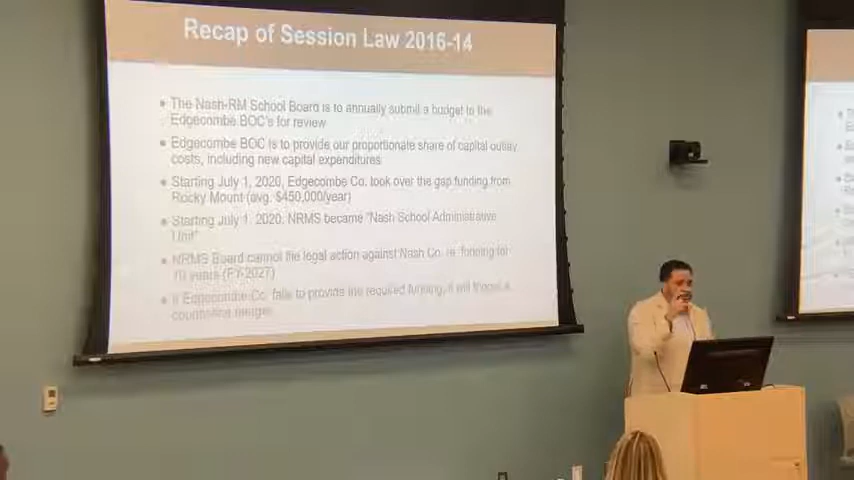 Recap of Session Law 2016-14
• The Nash-RM School Board is to annually submit a budget to the
Edgecombe BOC's for review
• Edgecombe BOC is to provide our proportionate share of capital outlay
costs, including new capital expenditures
• Starting July 1, 2020, Edgecombe Co. took over the gap funding from
Rocky Mount (avg. $450,000/year)
• Starting July 1, 2020, NRMS became "Nash School Administrative
Unit"
• NRMS Board cannot file legal action against Nash Co. re: funding for
10 years (FY2027)
• If Edgecombe Co. fails to provide the required funding, it will trigger a
countywide merger